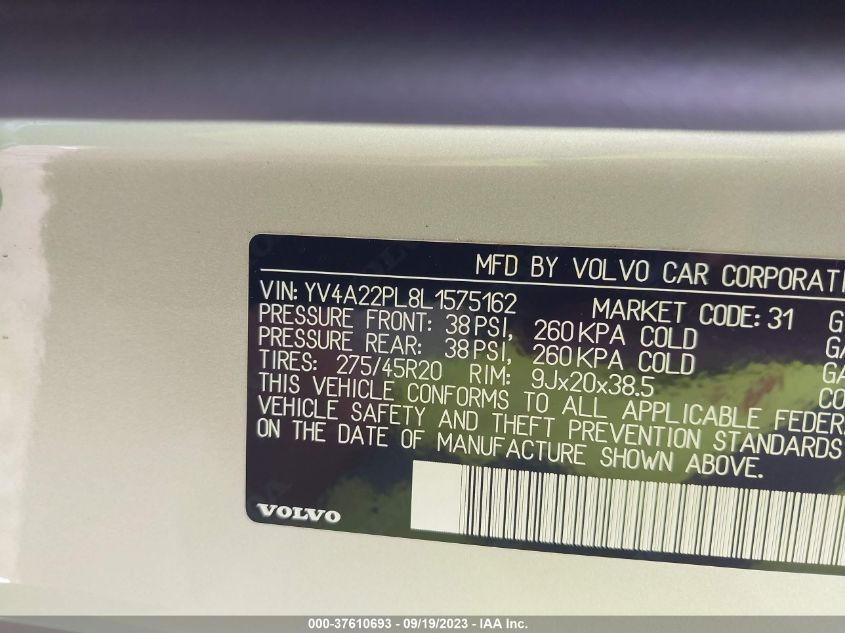 MFD BY VOLVO CAR CORPORATI
VIN: YV4A22PL8L1575162 MARKET CODE: 31 G
PRESSURE FRONT: 38 PSI, 260 KPA COLD GA
PRESSURE REAR: 38 PSI, 260 KPA COLD GA
TIRES: 275/45R20 RIM: 9Jx20x38.5 CO
THIS VEHICLE CONFORMS TO ALL APPLICABLE FEDER
VEHICLE SAFETY AND THEFT PREVENTION STANDARDS
ON THE DATE OF MANUFACTURE SHOWN ABOVE.
VOLVO
000-37610693 - 09/19/2023 - IAA Inc.